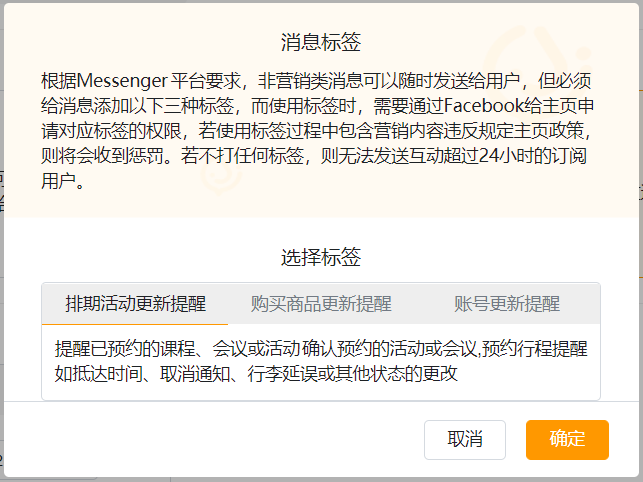 消息标签
根据Messenger平台要求，非营销类消息可以随时发送给用户，但必须
给消息添加以下三种标签，而使用标签时，需要通过Facebook给主页申
请对应标签的权限，若使用标签过程中包含营销内容违反规定主页政策，
则将会收到惩罚。若不打任何标签，则无法发送互动超过24小时的订阅
用户。
选择标签
排期活动更新提醒 购买商品更新提醒 账号更新提醒
提醒已预约的课程、会议或活动 确认预约的活动或会议,预约行程提醒
如抵达时间、取消通知、行李延误或其他状态的更改
取消 确定